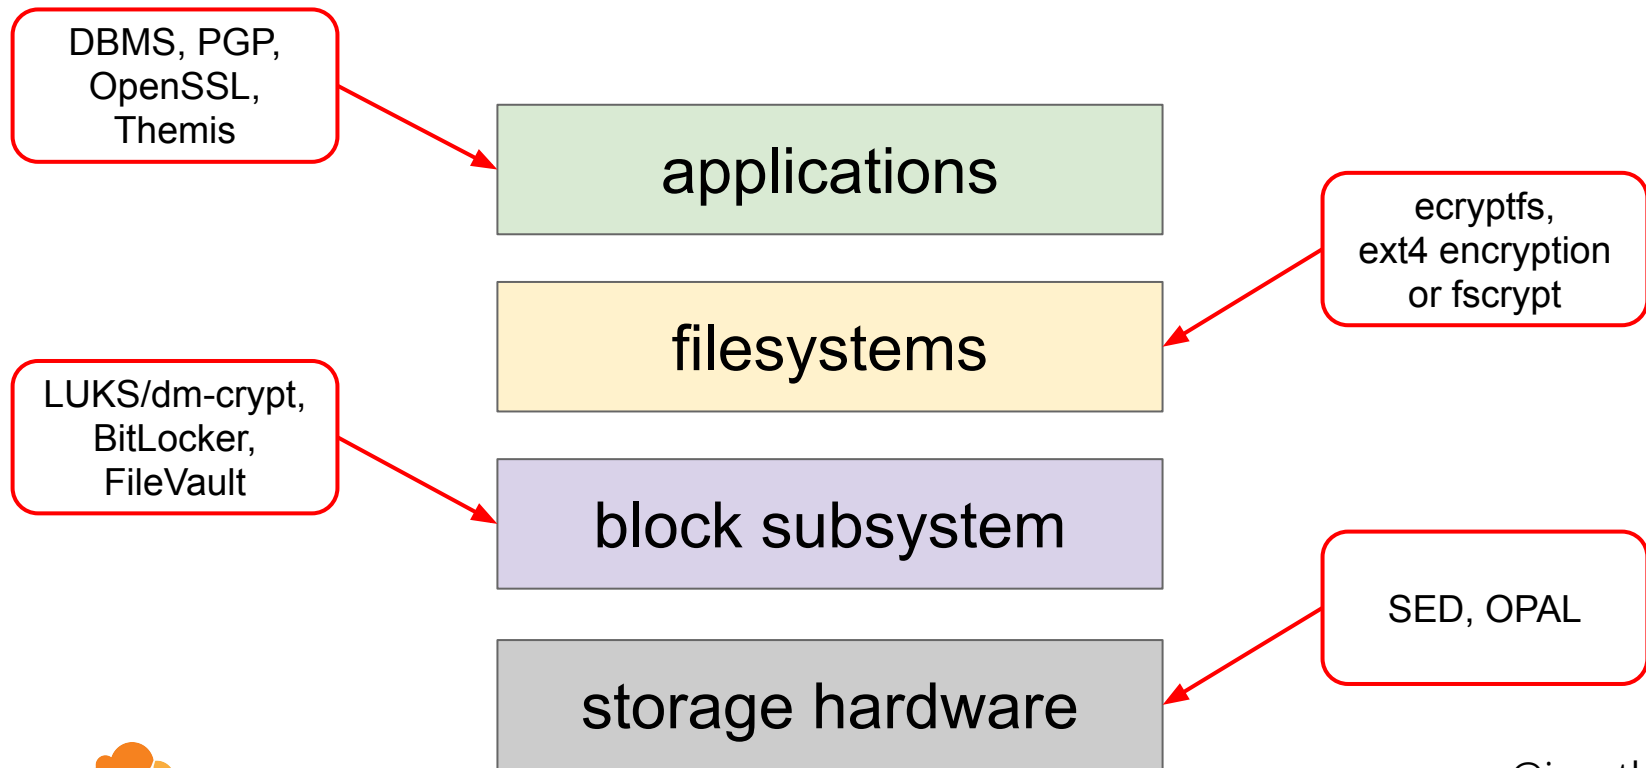 DBMS, PGP,
OpenSSL,
Themis
applications
ecryptfs,
ext4 encryption
or fscrypt
filesystems
LUKS/dm-crypt,
BitLocker,
FileVault
block subsystem
SED, OPAL
storage hardware